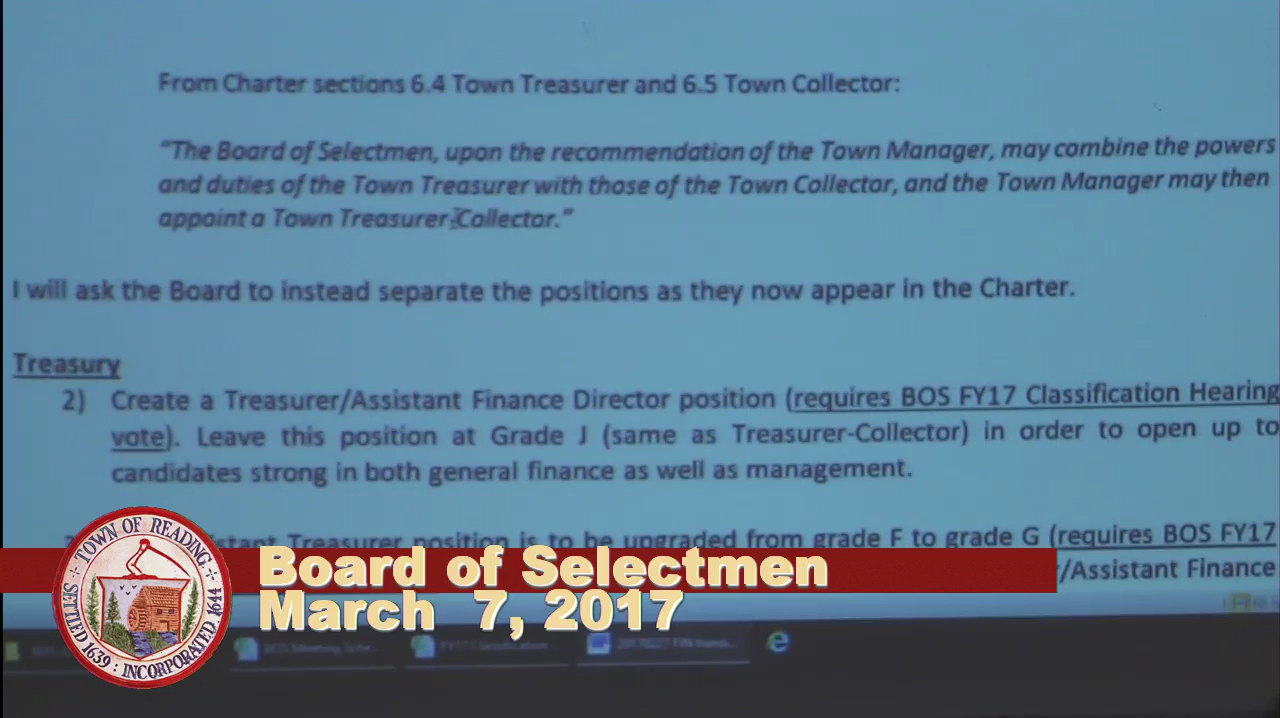 From Charter sections 6.4 Town Treasurer and 6.5 Town Collector:
"The Board of Selectmen, upon the recommendation of the Town Manager, may combine the powers
and duties of the Town Treasurer with those of the Town Collector, and the Town Manager may then
appoint a Town Treasurer-Collector."
I will ask the Board to instead separate the positions as they now appear in the Charter.
Treasury
2) Create a Treasurer/Assistant Finance Director position (requires BOS FY17 Classification Hearing
vote). Leave this position at Grade J (same as Treasurer-Collector) in order to open up to
candidates strong in both general finance as well as management.
Treasurer position is to be upgraded from grade F to grade G (requires BOS FY17
/Assistant Finance
TOWN OF READING
SETTLED 1639 : INCORPORATED 1644
Board of Selectmen
March 7, 2017